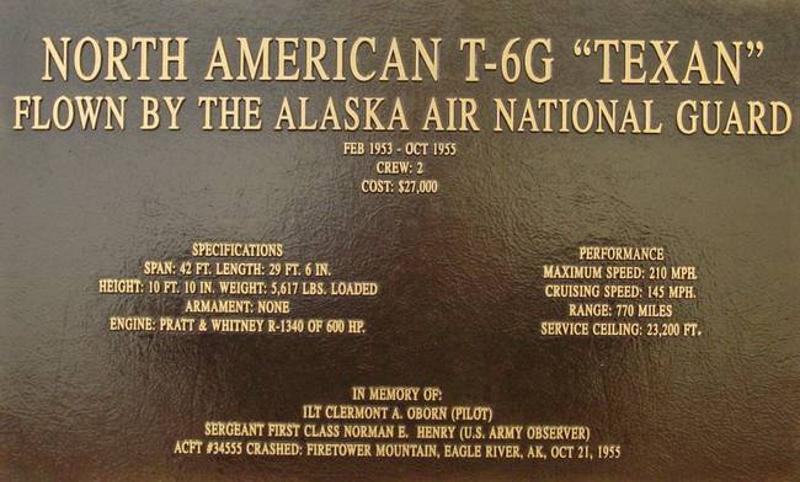 NORTH AMERICAN T-6G “TEXAN”
FLOWN BY THE ALASKA AIR NATIONAL GUARD
FEB 1953 - OCT 1955
CREW: 2
COST: $27,000
SPECIFICATIONS
SPAN: 42 FT. LENGTH: 29 FT. 6 IN.
HEIGHT: 10 FT. 10 IN. WEIGHT: 5,617 LBS. LOADED
ARMAMENT: NONE
ENGINE: PRATT & WHITNEY R-1340 OF 600 HP.
PERFORMANCE
MAXIMUM SPEED: 210 MPH.
CRUISING SPEED: 145 MPH.
RANGE: 770 MILES
SERVICE CEILING: 23,200 FT.
IN MEMORY OF:
1LT CLERMONT A. OBORN (PILOT)
SERGEANT FIRST CLASS NORMAN E. HENRY (U.S. ARMY OBSERVER)
ACFT #34555 CRASHED: FIRETOWER MOUNTAIN, EAGLE RIVER, AK, OCT 21, 1955